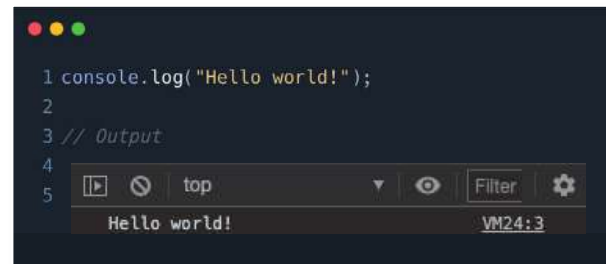 1 console.log("Hello world!");
2
3 // Output
4
5
top Filter
Hello world! VM24:3